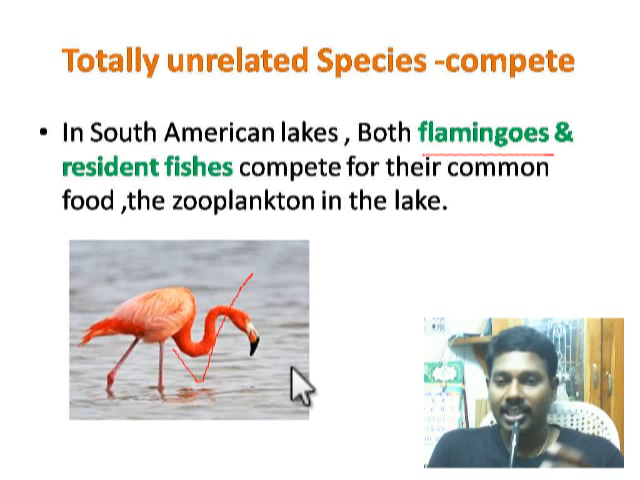 Totally unrelated Species -compete
• In South American lakes , Both flamingoes &
resident fishes compete for their common
food ,the zooplankton in the lake.